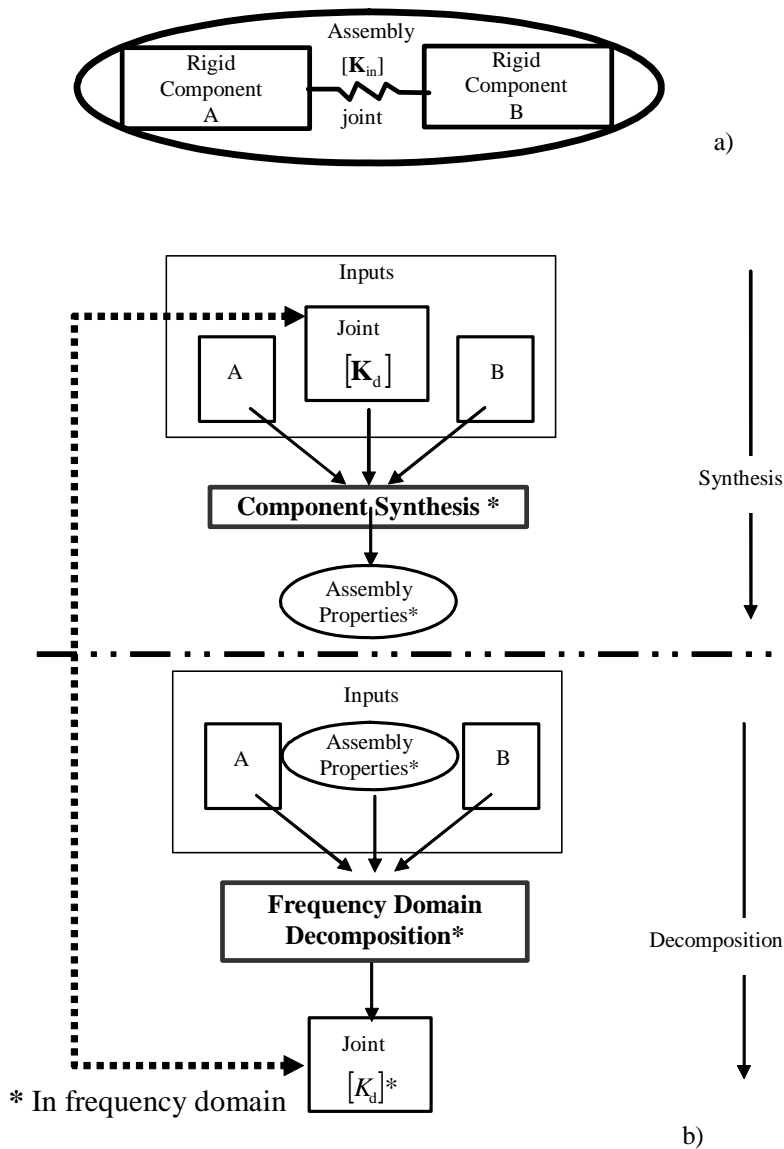 Assembly
[K_in]
joint
Rigid
Component
A
Rigid
Component
B
a)
Inputs
Joint
[K_d]
A
B
Component Synthesis *
Assembly
Properties*
Synthesis
Inputs
A
Assembly
Properties*
B
Frequency Domain
Decomposition*
Decomposition
Joint
[K_d]*
* In frequency domain
b)